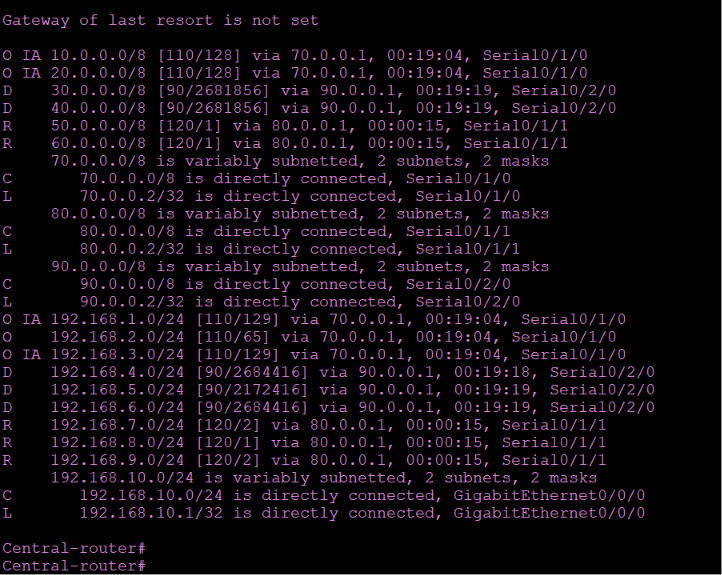 Gateway of last resort is not set
O IA 10.0.0.0/8 [110/128] via 70.0.0.1, 00:19:04, Serial0/1/0
O IA 20.0.0.0/8 [110/128] via 70.0.0.1, 00:19:04, Serial0/1/0
D    30.0.0.0/8 [90/2681856] via 90.0.0.1, 00:19:19, Serial0/2/0
D    40.0.0.0/8 [90/2681856] via 90.0.0.1, 00:19:19, Serial0/2/0
R    50.0.0.0/8 [120/1] via 80.0.0.1, 00:00:15, Serial0/1/1
R    60.0.0.0/8 [120/1] via 80.0.0.1, 00:00:15, Serial0/1/1
     70.0.0.0/8 is variably subnetted, 2 subnets, 2 masks
C       70.0.0.0/8 is directly connected, Serial0/1/0
L       70.0.0.2/32 is directly connected, Serial0/1/0
     80.0.0.0/8 is variably subnetted, 2 subnets, 2 masks
C       80.0.0.0/8 is directly connected, Serial0/1/1
L       80.0.0.2/32 is directly connected, Serial0/1/1
     90.0.0.0/8 is variably subnetted, 2 subnets, 2 masks
C       90.0.0.0/8 is directly connected, Serial0/2/0
L       90.0.0.2/32 is directly connected, Serial0/2/0
O IA 192.168.1.0/24 [110/129] via 70.0.0.1, 00:19:04, Serial0/1/0
O    192.168.2.0/24 [110/65] via 70.0.0.1, 00:19:04, Serial0/1/0
O IA 192.168.3.0/24 [110/129] via 70.0.0.1, 00:19:04, Serial0/1/0
D    192.168.4.0/24 [90/2684416] via 90.0.0.1, 00:19:18, Serial0/2/0
D    192.168.5.0/24 [90/2172416] via 90.0.0.1, 00:19:19, Serial0/2/0
D    192.168.6.0/24 [90/2684416] via 90.0.0.1, 00:19:19, Serial0/2/0
R    192.168.7.0/24 [120/2] via 80.0.0.1, 00:00:15, Serial0/1/1
R    192.168.8.0/24 [120/1] via 80.0.0.1, 00:00:15, Serial0/1/1
R    192.168.9.0/24 [120/2] via 80.0.0.1, 00:00:15, Serial0/1/1
     192.168.10.0/24 is variably subnetted, 2 subnets, 2 masks
C       192.168.10.0/24 is directly connected, GigabitEthernet0/0/0
L       192.168.10.1/32 is directly connected, GigabitEthernet0/0/0
Central-router#
Central-router#